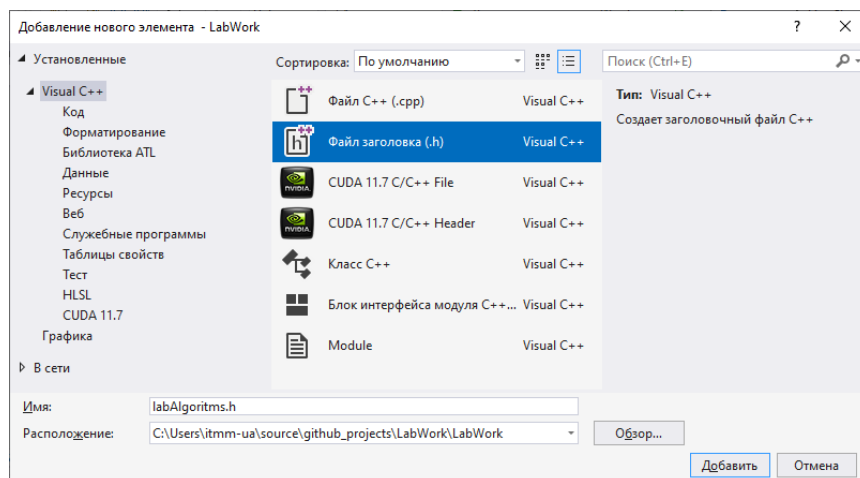 Добавление нового элемента - LabWork
? X
Установленные
Сортировка: По умолчанию
Поиск (Ctrl+E)
Visual C++
Код
Форматирование
Библиотека ATL
Данные
Ресурсы
Веб
Служебные программы
Таблицы свойств
Тест
HLSL
CUDA 11.7
Графика
В сети
Файл C++ (.cpp) Visual C++
Файл заголовка (.h) Visual C++
CUDA 11.7 C/C++ File Visual C++
CUDA 11.7 C/C++ Header Visual C++
Класс C++ Visual C++
Блок интерфейса модуля C++... Visual C++
Module Visual C++
Тип: Visual C++
Создает заголовочный файл C++
Имя: labAlgoritms.h
Расположение: C:\Users\itmm-ua\source\github_projects\LabWork\LabWork
Обзор...
Добавить Отмена